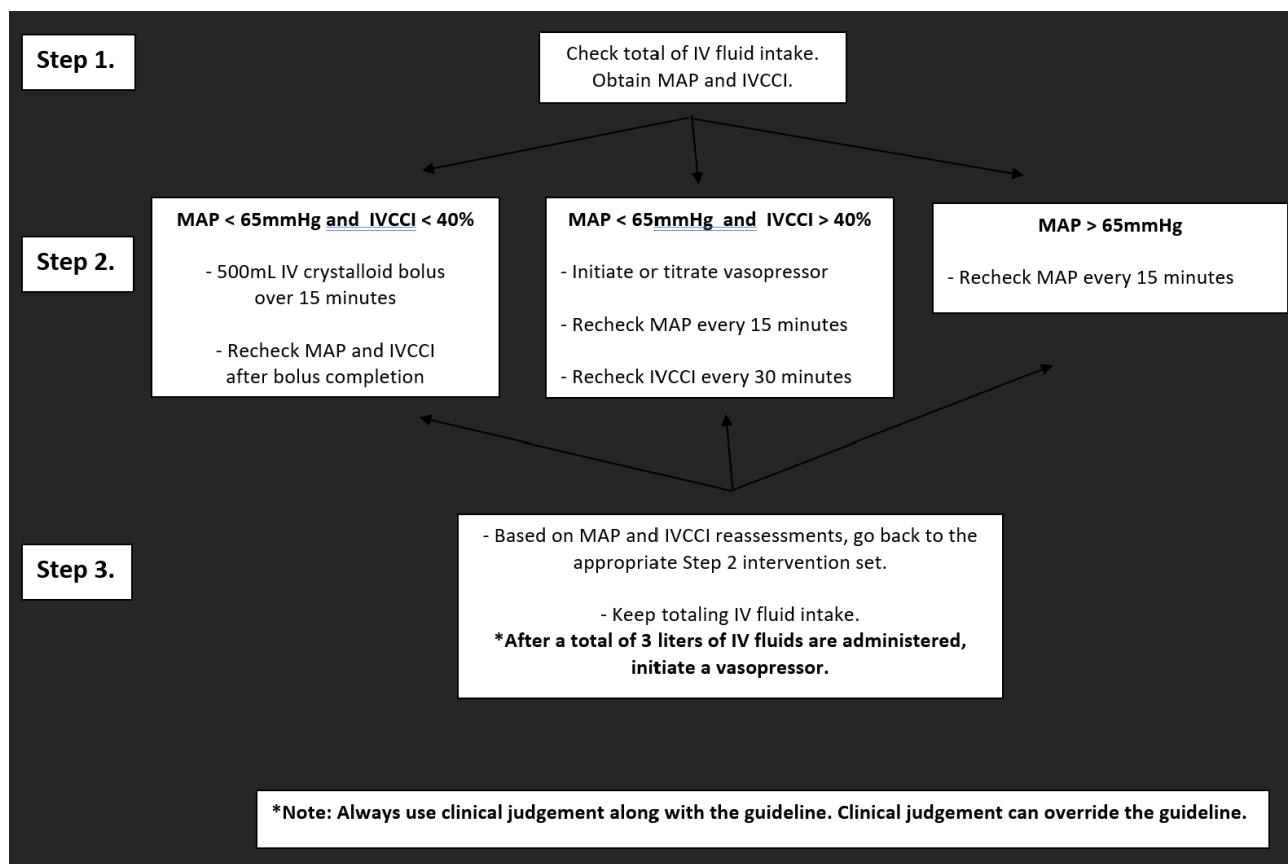 Step 1.
Check total of IV fluid intake.
Obtain MAP and IVCCI.
Step 2.
MAP < 65mmHg and IVCCI < 40%
- 500mL IV crystalloid bolus
over 15 minutes
- Recheck MAP and IVCCI
after bolus completion
MAP < 65mmHg and IVCCI > 40%
- Initiate or titrate vasopressor
- Recheck MAP every 15 minutes
- Recheck IVCCI every 30 minutes
MAP > 65mmHg
- Recheck MAP every 15 minutes
Step 3.
- Based on MAP and IVCCI reassessments, go back to the
appropriate Step 2 intervention set.
- Keep totaling IV fluid intake.
*After a total of 3 liters of IV fluids are administered,
initiate a vasopressor.
*Note: Always use clinical judgement along with the guideline. Clinical judgement can override the guideline.